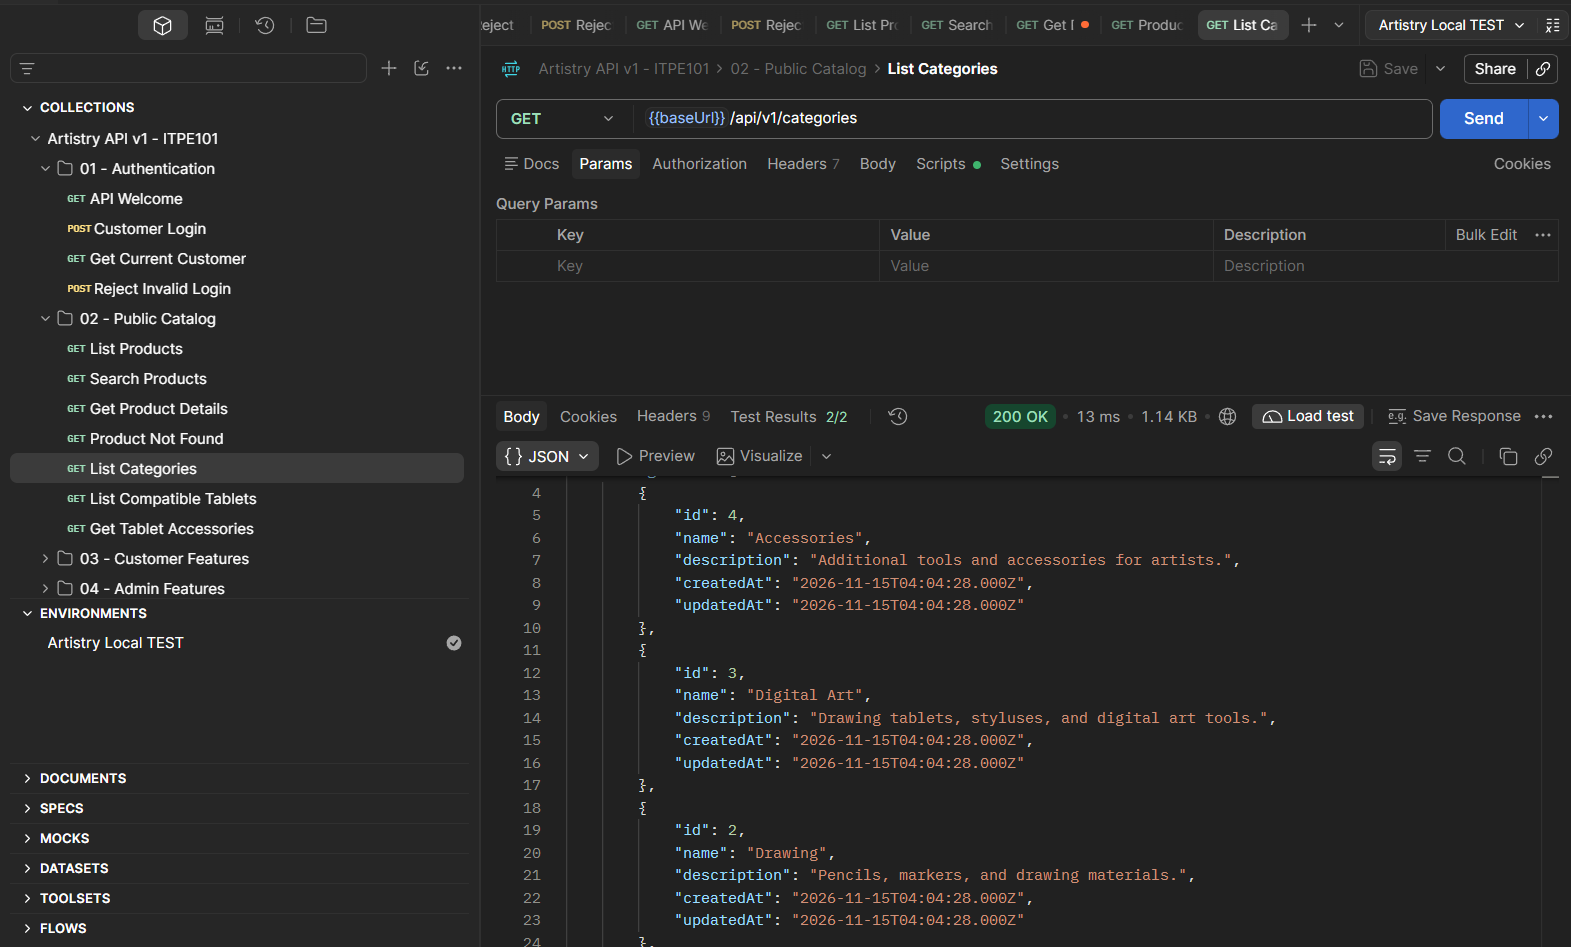 eject
POST Rejec
GET API We
POST Rejec
GET List Pr
GET Search
GET Get I
GET Produc
GET List Ca
Artistry Local TEST
COLLECTIONS
Artistry API v1 - ITPE101
01 - Authentication
GET API Welcome
POST Customer Login
GET Get Current Customer
POST Reject Invalid Login
02 - Public Catalog
GET List Products
GET Search Products
GET Get Product Details
GET Product Not Found
GET List Categories
GET List Compatible Tablets
GET Get Tablet Accessories
03 - Customer Features
04 - Admin Features
ENVIRONMENTS
Artistry Local TEST
DOCUMENTS
SPECS
MOCKS
DATASETS
TOOLSETS
FLOWS
HTTP Artistry API v1 - ITPE101 > 02 - Public Catalog > List Categories
Save
Share
GET {{baseUrl}} /api/v1/categories
Send
Docs Params Authorization Headers 7 Body Scripts Settings Cookies
Query Params
Key Value Description Bulk Edit
Key Value Description
Body Cookies Headers 9 Test Results 2/2 200 OK 13 ms 1.14 KB Load test e.g. Save Response
{} JSON Preview Visualize
4 {
5 "id": 4,
6 "name": "Accessories",
7 "description": "Additional tools and accessories for artists.",
8 "createdAt": "2026-11-15T04:04:28.000Z",
9 "updatedAt": "2026-11-15T04:04:28.000Z"
10 },
11 {
12 "id": 3,
13 "name": "Digital Art",
14 "description": "Drawing tablets, styluses, and digital art tools.",
15 "createdAt": "2026-11-15T04:04:28.000Z",
16 "updatedAt": "2026-11-15T04:04:28.000Z"
17 },
18 {
19 "id": 2,
20 "name": "Drawing",
21 "description": "Pencils, markers, and drawing materials.",
22 "createdAt": "2026-11-15T04:04:28.000Z",
23 "updatedAt": "2026-11-15T04:04:28.000Z"
24 },